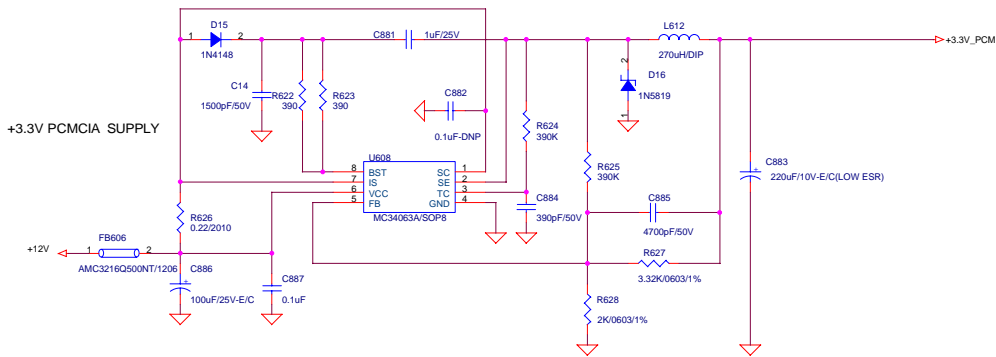 D15
1 2
1N4148
C881
1uF/25V
L612
270uH/DIP
+3.3V_PCM
C14
1500pF/50V
R622
390
R623
390
C882
0.1uF-DNP
2
D16
1N5819
1
+3.3V PCMCIA SUPPLY
R624
390K
R625
390K
C883
220uF/10V-E/C(LOW ESR)
U608
8 BST SC 1
7 IS SE 2
6 VCC TC 3
5 FB GND 4
MC34063A/SOP8
C884
390pF/50V
C885
4700pF/50V
R626
0.22/2010
+12V
1 FB606 2
AMC3216Q500NT/1206
C886
100uF/25V-E/C
C887
0.1uF
R627
3.32K/0603/1%
R628
2K/0603/1%